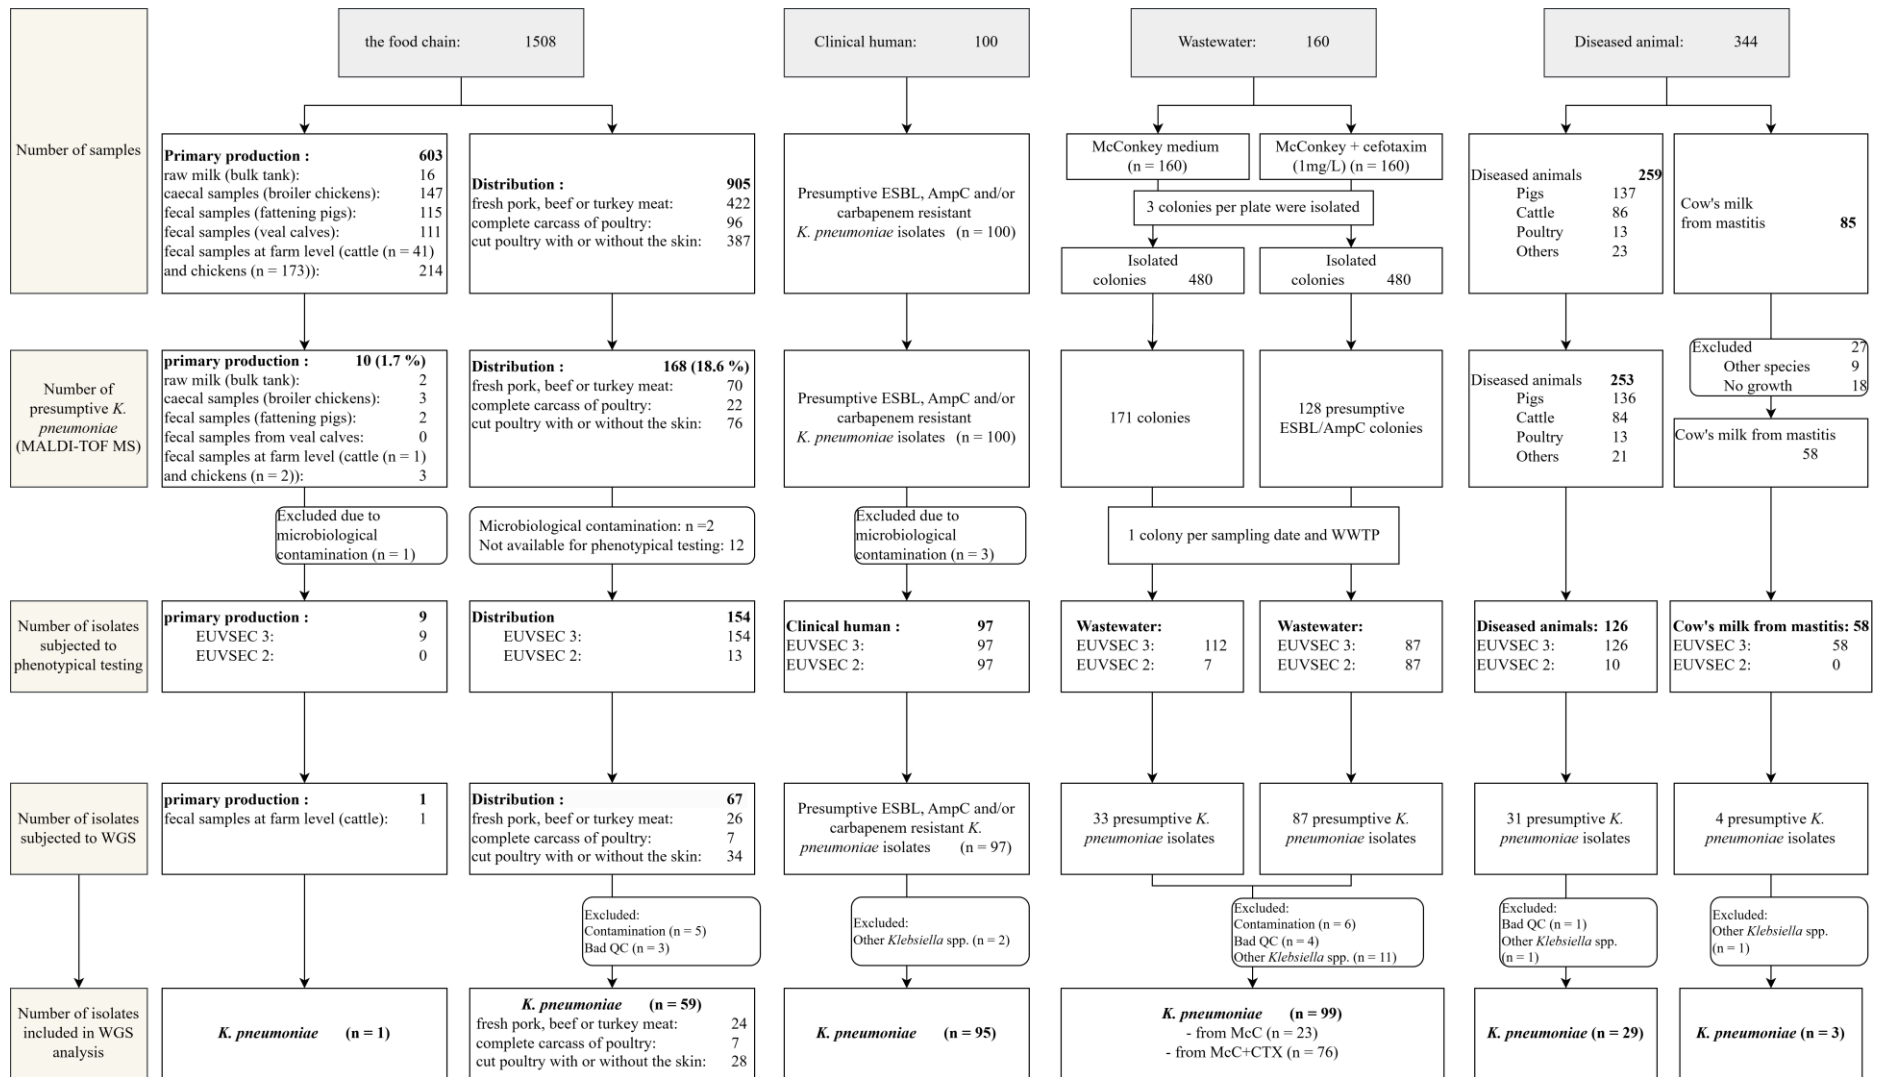 the food chain: 1508
Clinical human: 100
Wastewater: 160
Diseased animal: 344
Number of samples
Primary production : 603
raw milk (bulk tank): 16
caecal samples (broiler chickens): 147
fecal samples (fattening pigs): 115
fecal samples (veal calves): 111
fecal samples at farm level (cattle (n = 41)
and chickens (n = 173)): 214
Distribution : 905
fresh pork, beef or turkey meat: 422
complete carcass of poultry: 96
cut poultry with or without the skin: 387
Presumptive ESBL, AmpC and/or
carbapenem resistant
K. pneumoniae isolates (n = 100)
McConkey medium
(n = 160)
McConkey + cefotaxim
(1mg/L) (n = 160)
3 colonies per plate were isolated
Isolated
colonies 480
Isolated
colonies 480
Diseased animals 259
Pigs 137
Cattle 86
Poultry 13
Others 23
Cow's milk
from mastitis 85
Number of
presumptive K.
pneumoniae
(MALDI-TOF MS)
primary production : 10 (1.7 %)
raw milk (bulk tank): 2
caecal samples (broiler chickens): 3
fecal samples (fattening pigs): 2
fecal samples from veal calves: 0
fecal samples at farm level (cattle (n = 1)
and chickens (n = 2)): 3
Distribution : 168 (18.6 %)
fresh pork, beef or turkey meat: 70
complete carcass of poultry: 22
cut poultry with or without the skin: 76
Presumptive ESBL, AmpC and/or
carbapenem resistant
K. pneumoniae isolates (n = 100)
171 colonies
128 presumptive
ESBL/AmpC colonies
Diseased animals 253
Pigs 136
Cattle 84
Poultry 13
Others 21
Excluded 27
Other species 9
No growth 18
Cow's milk from mastitis
58
Excluded due to
microbiological
contamination (n = 1)
Microbiological contamination: n =2
Not available for phenotypical testing: 12
Excluded due to
microbiological
contamination (n = 3)
1 colony per sampling date and WWTP
Number of isolates
subjected to
phenotypical testing
primary production : 9
EUVSEC 3: 9
EUVSEC 2: 0
Distribution 154
EUVSEC 3: 154
EUVSEC 2: 13
Clinical human : 97
EUVSEC 3: 97
EUVSEC 2: 97
Wastewater:
EUVSEC 3: 112
EUVSEC 2: 7
Wastewater:
EUVSEC 3: 87
EUVSEC 2: 87
Diseased animals: 126
EUVSEC 3: 126
EUVSEC 2: 10
Cow's milk from mastitis: 58
EUVSEC 3: 58
EUVSEC 2: 0
Number of isolates
subjected to WGS
primary production : 1
fecal samples at farm level (cattle): 1
Distribution : 67
fresh pork, beef or turkey meat: 26
complete carcass of poultry: 7
cut poultry with or without the skin: 34
Presumptive ESBL, AmpC and/or
carbapenem resistant K.
pneumoniae isolates (n = 97)
33 presumptive K.
pneumoniae isolates
87 presumptive K.
pneumoniae isolates
31 presumptive K.
pneumoniae isolates
4 presumptive K.
pneumoniae isolates
Excluded:
Contamination (n = 5)
Bad QC (n = 3)
Excluded:
Other Klebsiella spp. (n = 2)
Excluded:
Contamination (n = 6)
Bad QC (n = 4)
Other Klebsiella spp. (n = 11)
Excluded:
Bad QC (n = 1)
Other Klebsiella spp.
(n = 1)
Excluded:
Other Klebsiella spp.
(n = 1)
Number of isolates
included in WGS
analysis
K. pneumoniae (n = 1)
K. pneumoniae (n = 59)
fresh pork, beef or turkey meat: 24
complete carcass of poultry: 7
cut poultry with or without the skin: 28
K. pneumoniae (n = 95)
K. pneumoniae (n = 99)
- from McC (n = 23)
- from McC+CTX (n = 76)
K. pneumoniae (n = 29)
K. pneumoniae (n = 3)